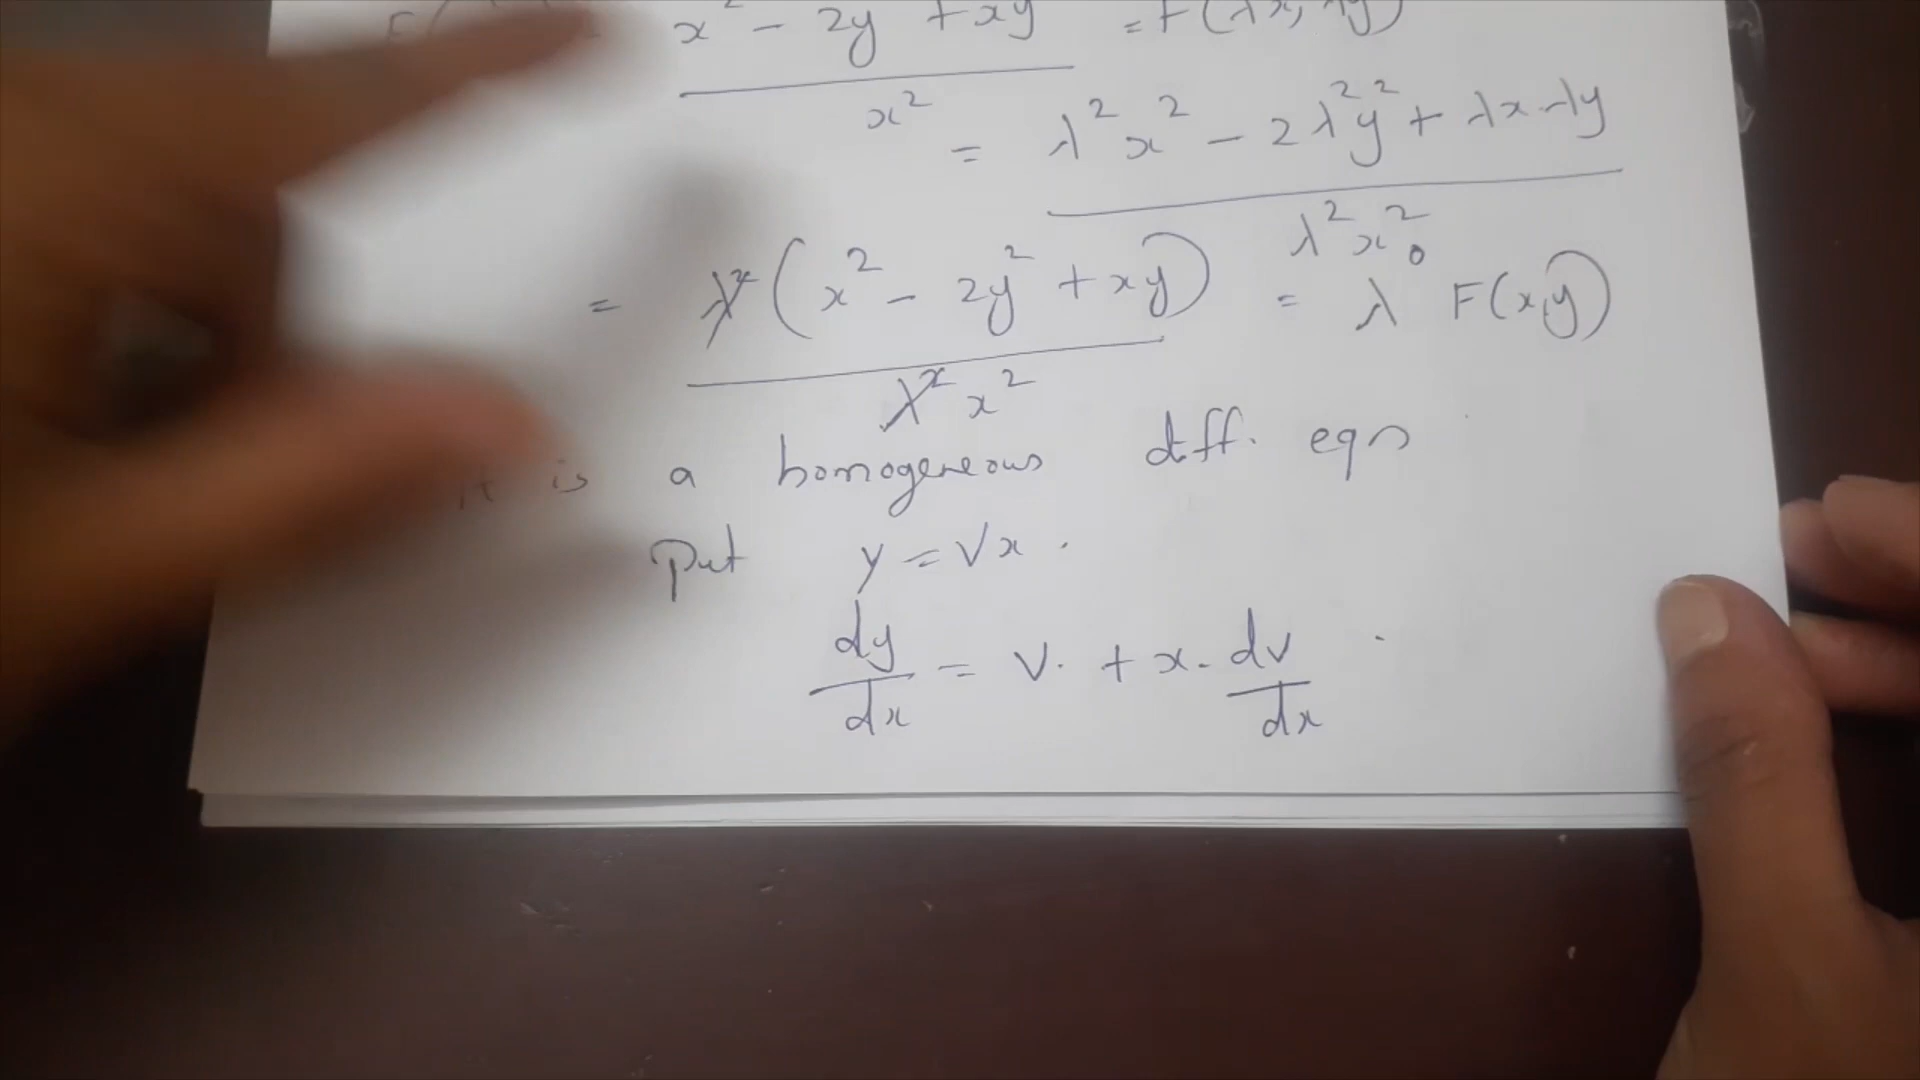 x² - 2y + xy = F(λx, λy)
x²
= λ²x² - 2λ²y² + λx·λy
λ²x²
= λ²(x² - 2y² + xy) = λ⁰ F(x,y)
λ²x²
it is a homogeneous diff. eqn
Put y = vx.
dy/dx = v. + x. dv/dx